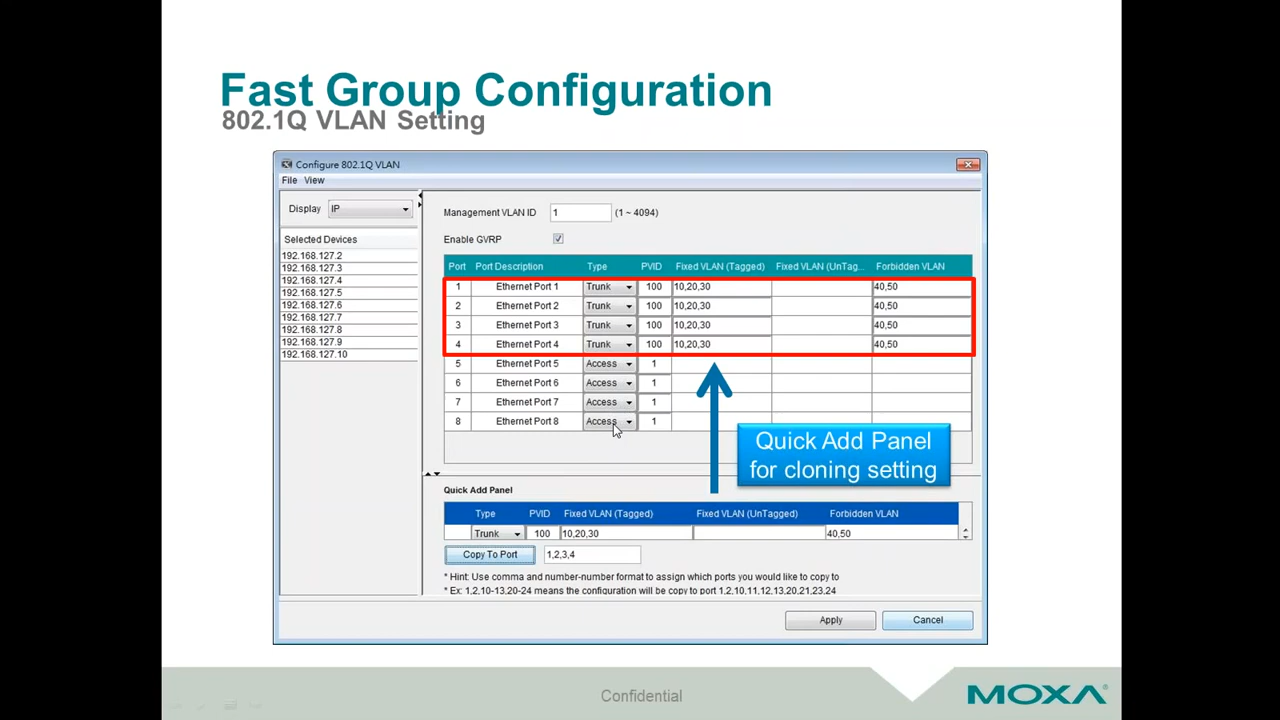 Fast Group Configuration
802.1Q VLAN Setting
Configure 802.1Q VLAN
File View
Display IP
Selected Devices
192.168.127.2
192.168.127.3
192.168.127.4
192.168.127.5
192.168.127.6
192.168.127.7
192.168.127.8
192.168.127.9
192.168.127.10
Management VLAN ID 1 (1 ~ 4094)
Enable GVRP
Port Port Description Type PVID Fixed VLAN (Tagged) Fixed VLAN (UnTag... Forbidden VLAN
1 Ethernet Port 1 Trunk 100 10,20,30 40,50
2 Ethernet Port 2 Trunk 100 10,20,30 40,50
3 Ethernet Port 3 Trunk 100 10,20,30 40,50
4 Ethernet Port 4 Trunk 100 10,20,30 40,50
5 Ethernet Port 5 Access 1
6 Ethernet Port 6 Access 1
7 Ethernet Port 7 Access 1
8 Ethernet Port 8 Access 1
Quick Add Panel
for cloning setting
Quick Add Panel
Type PVID Fixed VLAN (Tagged) Fixed VLAN (UnTagged) Forbidden VLAN
Trunk 100 10,20,30 40,50
Copy To Port 1,2,3,4
* Hint: Use comma and number-number format to assign which ports you would like to copy to
* Ex: 1,2,10-13,20-24 means the configuration will be copy to port 1,2,10,11,12,13,20,21,23,24
Apply Cancel
Confidential
MOXA